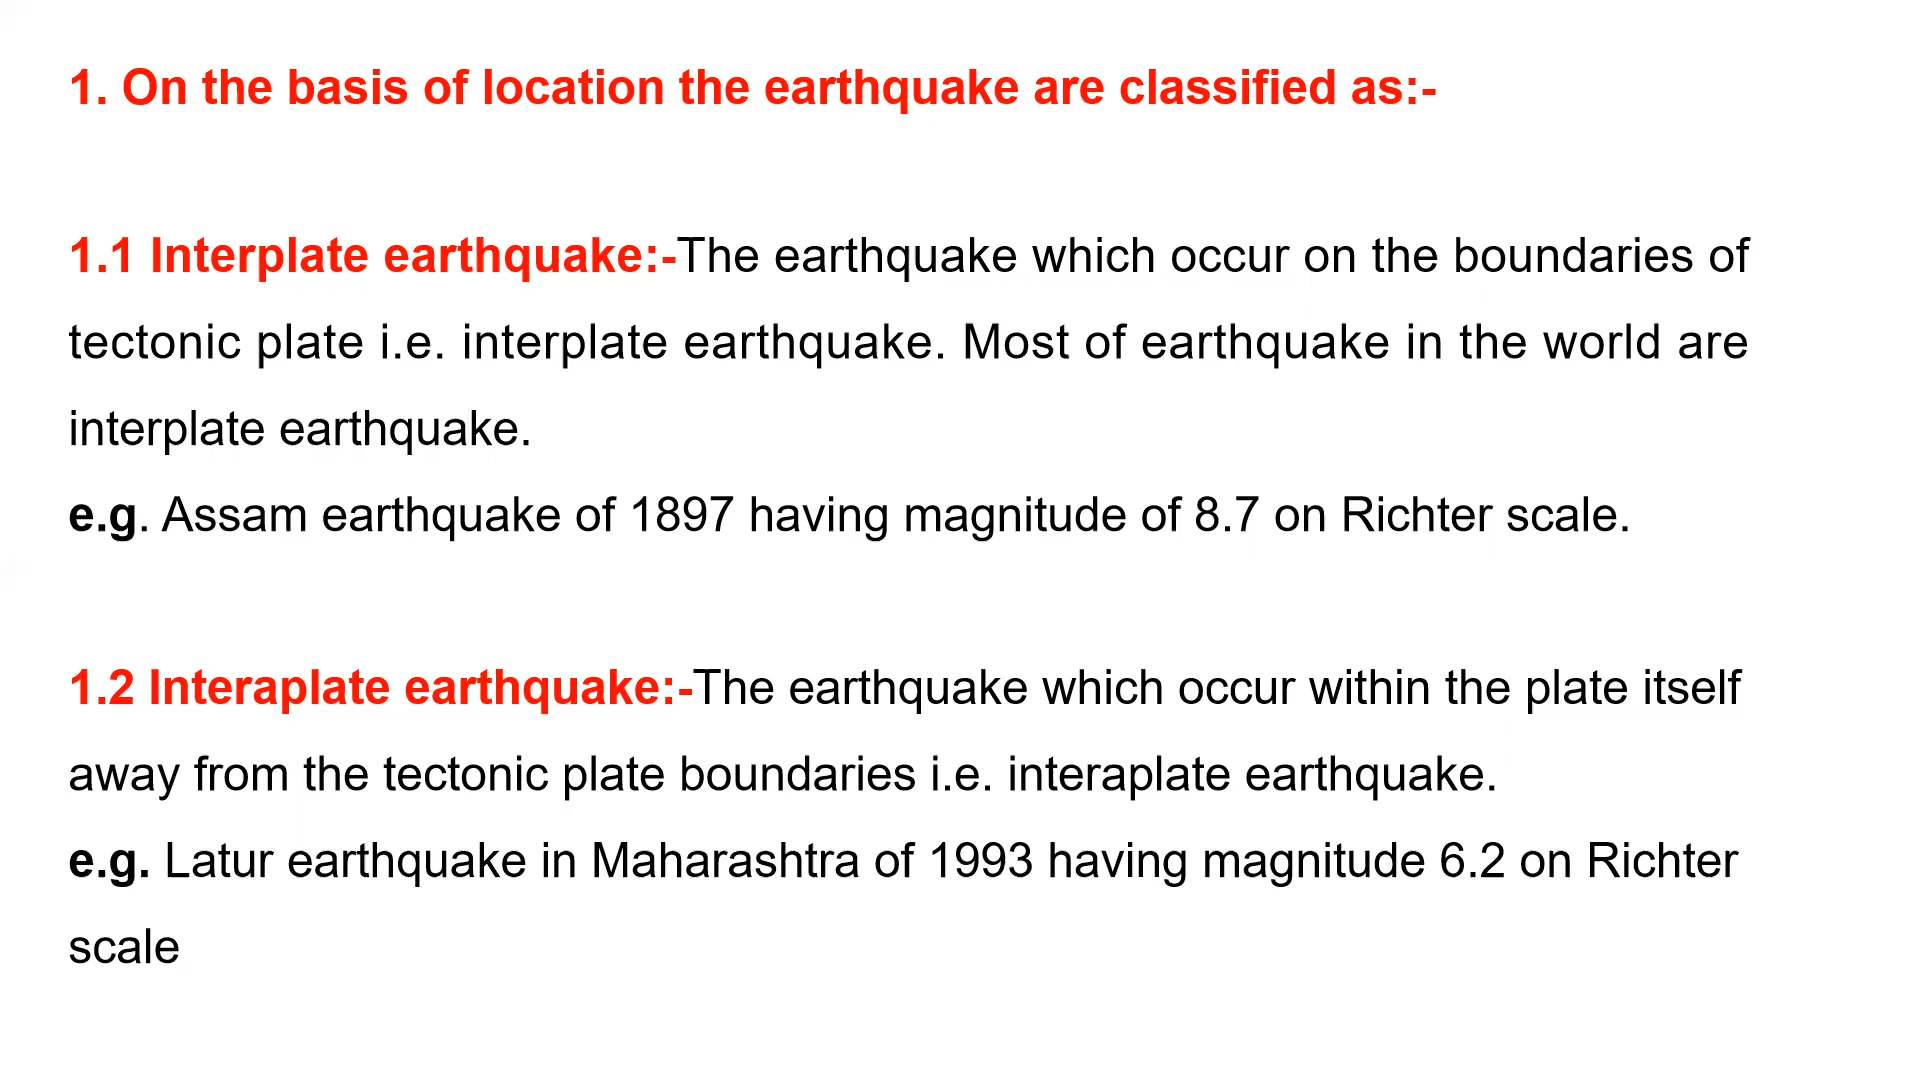 1. On the basis of location the earthquake are classified as:-
1.1 Interplate earthquake:-The earthquake which occur on the boundaries of
tectonic plate i.e. interplate earthquake. Most of earthquake in the world are
interplate earthquake.
e.g. Assam earthquake of 1897 having magnitude of 8.7 on Richter scale.
1.2 Interaplate earthquake:-The earthquake which occur within the plate itself
away from the tectonic plate boundaries i.e. interaplate earthquake.
e.g. Latur earthquake in Maharashtra of 1993 having magnitude 6.2 on Richter
scale